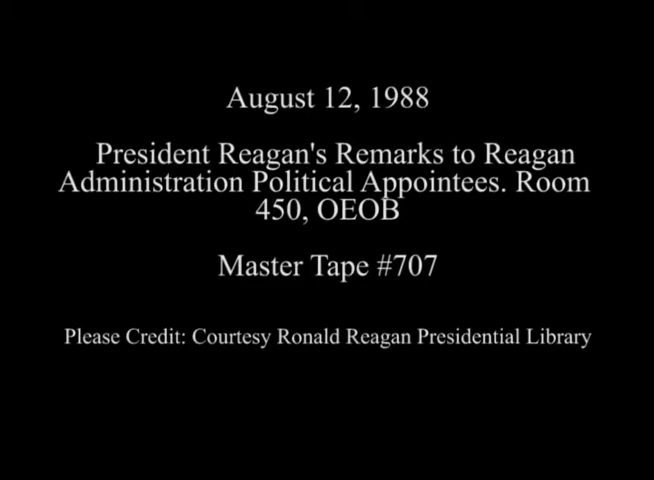 August 12, 1988
President Reagan's Remarks to Reagan
Administration Political Appointees. Room
450, OEOB
Master Tape #707
Please Credit: Courtesy Ronald Reagan Presidential Library